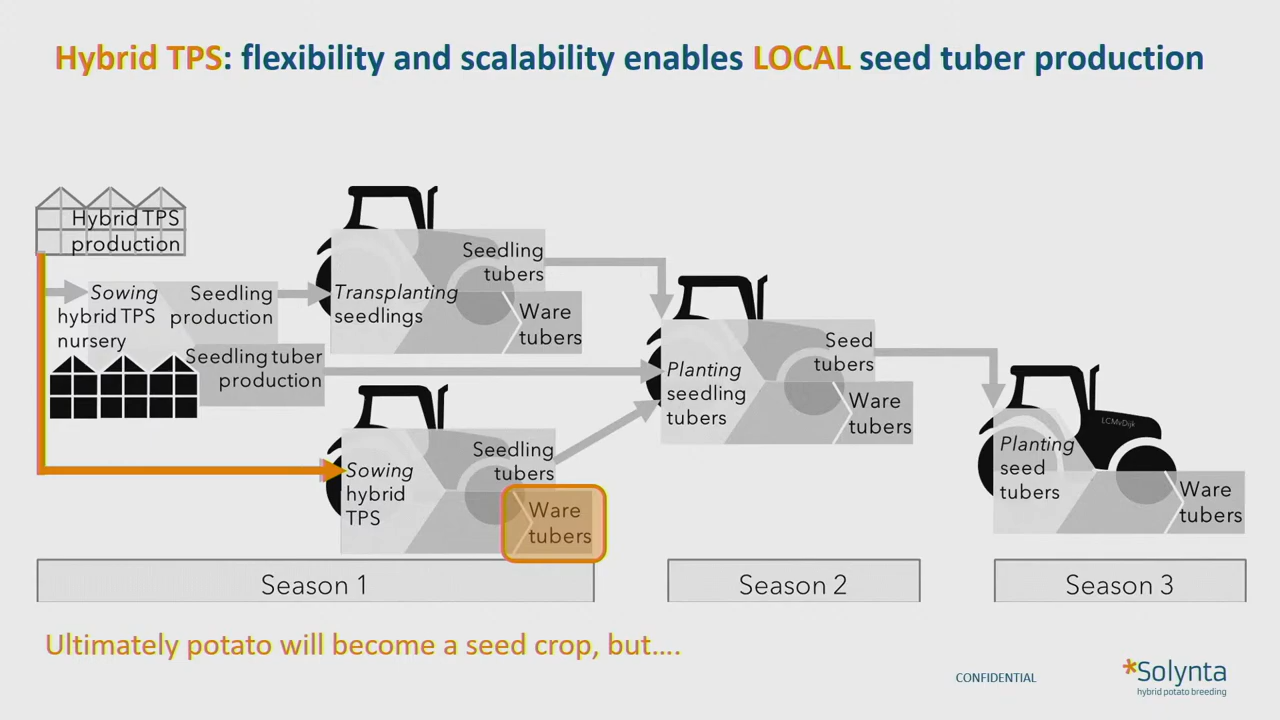 Hybrid TPS: flexibility and scalability enables LOCAL seed tuber production
Hybrid TPS
production
Sowing
hybrid TPS
nursery
Seedling
production
Seedling tuber
production
Transplanting
seedlings
Seedling
tubers
Ware
tubers
Sowing
hybrid
TPS
Seedling
tubers
Ware
tubers
Planting
seedling
tubers
Seed
tubers
Ware
tubers
LCMvDijk
Planting
seed
tubers
Ware
tubers
Season 1
Season 2
Season 3
Ultimately potato will become a seed crop, but....
CONFIDENTIAL
*Solynta
hybrid potato breeding